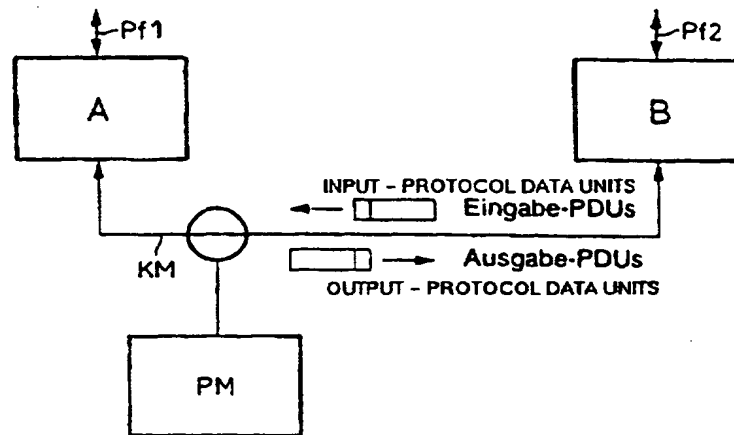 Pf1
Pf2
A
B
INPUT – PROTOCOL DATA UNITS
Eingabe-PDUs
KM
Ausgabe-PDUs
OUTPUT – PROTOCOL DATA UNITS
PM